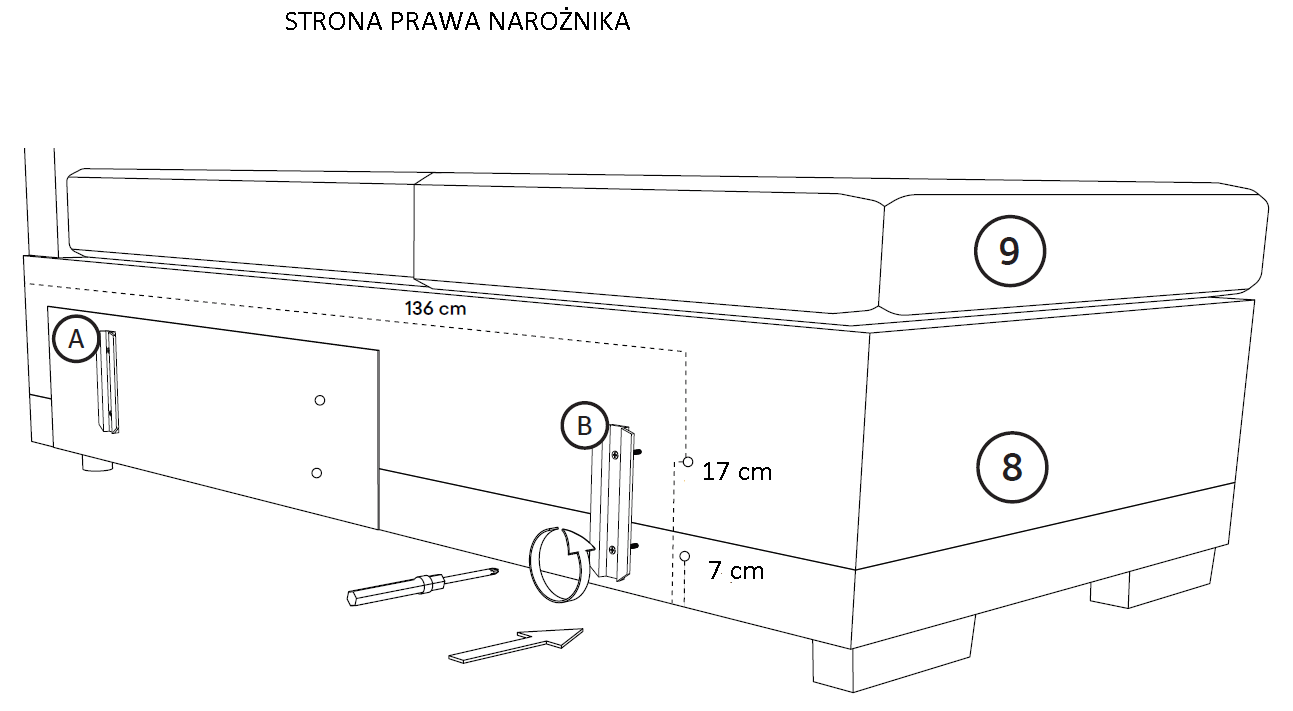 STRONA PRAWA NAROŻNIKA
9
136 cm
A
B
8
17 cm
7 cm